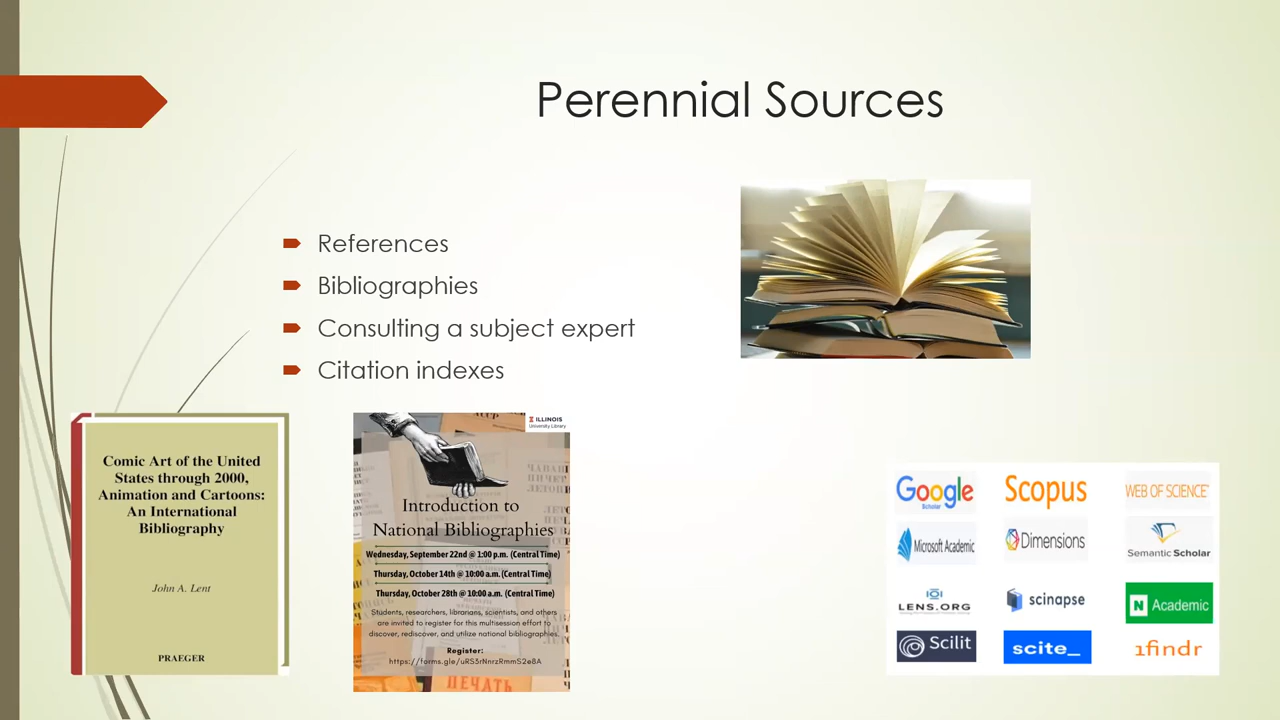 Perennial Sources
References
Bibliographies
Consulting a subject expert
Citation indexes
Comic Art of the United
States through 2000,
Animation and Cartoons:
An International
Bibliography
John A. Lent
PRAEGER
ILLINOIS
University Library
Introduction to
National Bibliographies
Wednesday, September 22nd @ 1:00 p.m. (Central Time)
Thursday, October 14th @ 10:00 a.m. (Central Time)
Thursday, October 28th @ 10:00 a.m. (Central Time)
Students, researchers, librarians, scientists, and others
are invited to register for this multisession effort to
discover, rediscover, and utilize national bibliographies.
Register:
ПЕЧАТЬ
Google Scholar
Scopus
WEB OF SCIENCE
Microsoft Academic
Dimensions
Semantic Scholar
LENS.ORG
scinapse
N Academic
Scilit
scite_
1findr